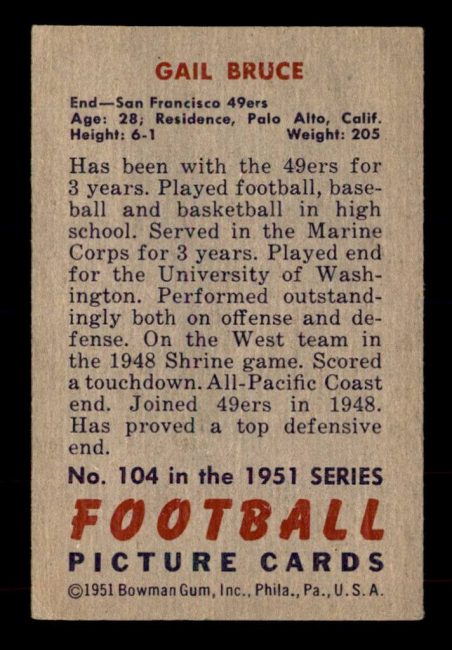 GAIL BRUCE
End—San Francisco 49ers
Age: 28; Residence, Palo Alto, Calif.
Height: 6-1 Weight: 205
Has been with the 49ers for
3 years. Played football, base-
ball and basketball in high
school. Served in the Marine
Corps for 3 years. Played end
for the University of Wash-
ington. Performed outstand-
ingly both on offense and de-
fense. On the West team in
the 1948 Shrine game. Scored
a touchdown. All-Pacific Coast
end. Joined 49ers in 1948.
Has proved a top defensive
end.
No. 104 in the 1951 SERIES
FOOTBALL
PICTURE CARDS
©1951 Bowman Gum, Inc., Phila., Pa., U.S.A.